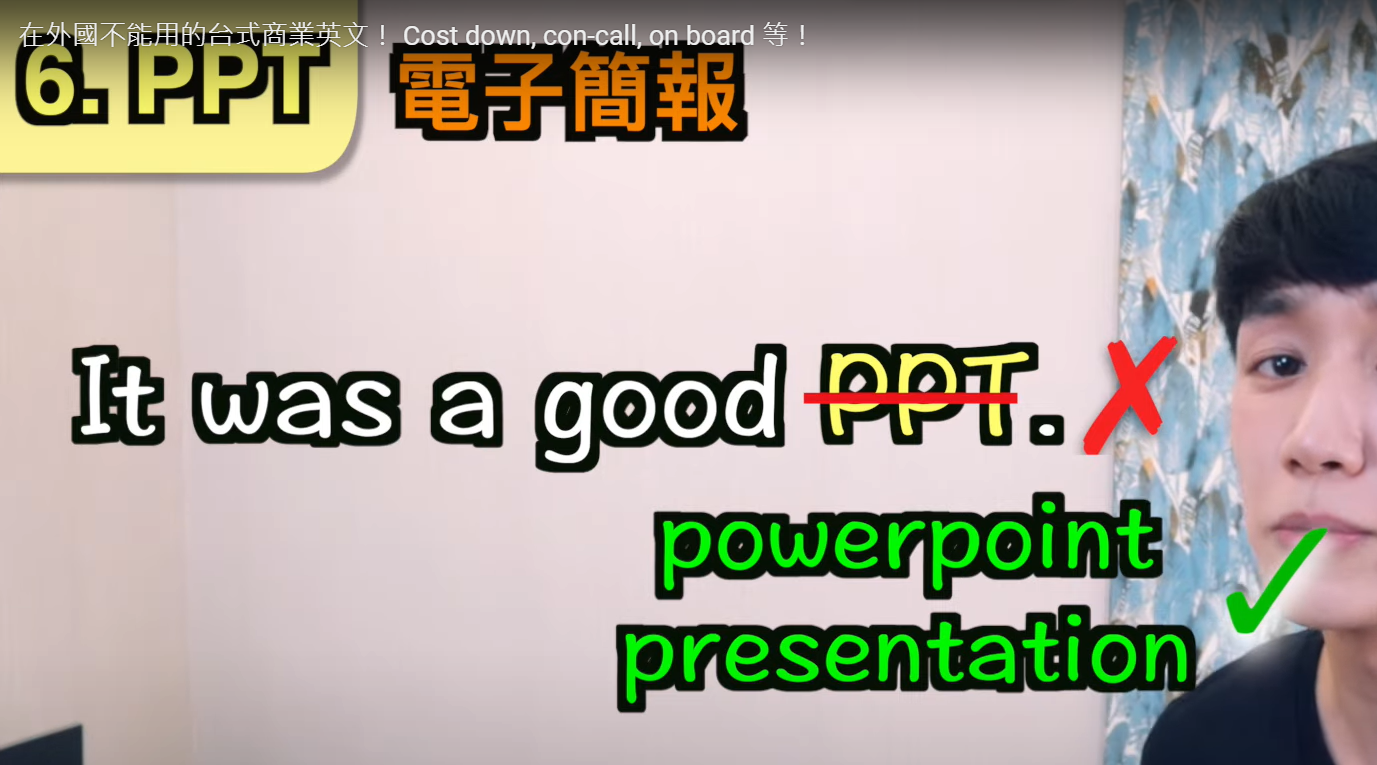 在外國不能用的台式商業英文! Cost down, con-call, on board 等!
6. PPT 電子簡報
It was a good PPT. ✗
powerpoint
presentation ✓